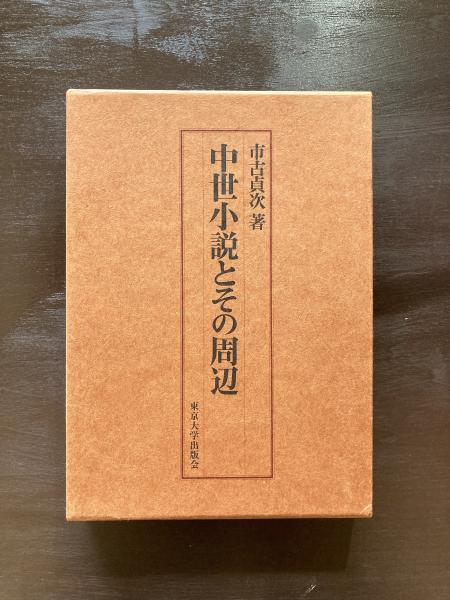 市古貞次 著
中世小説とその周辺
東京大学出版会